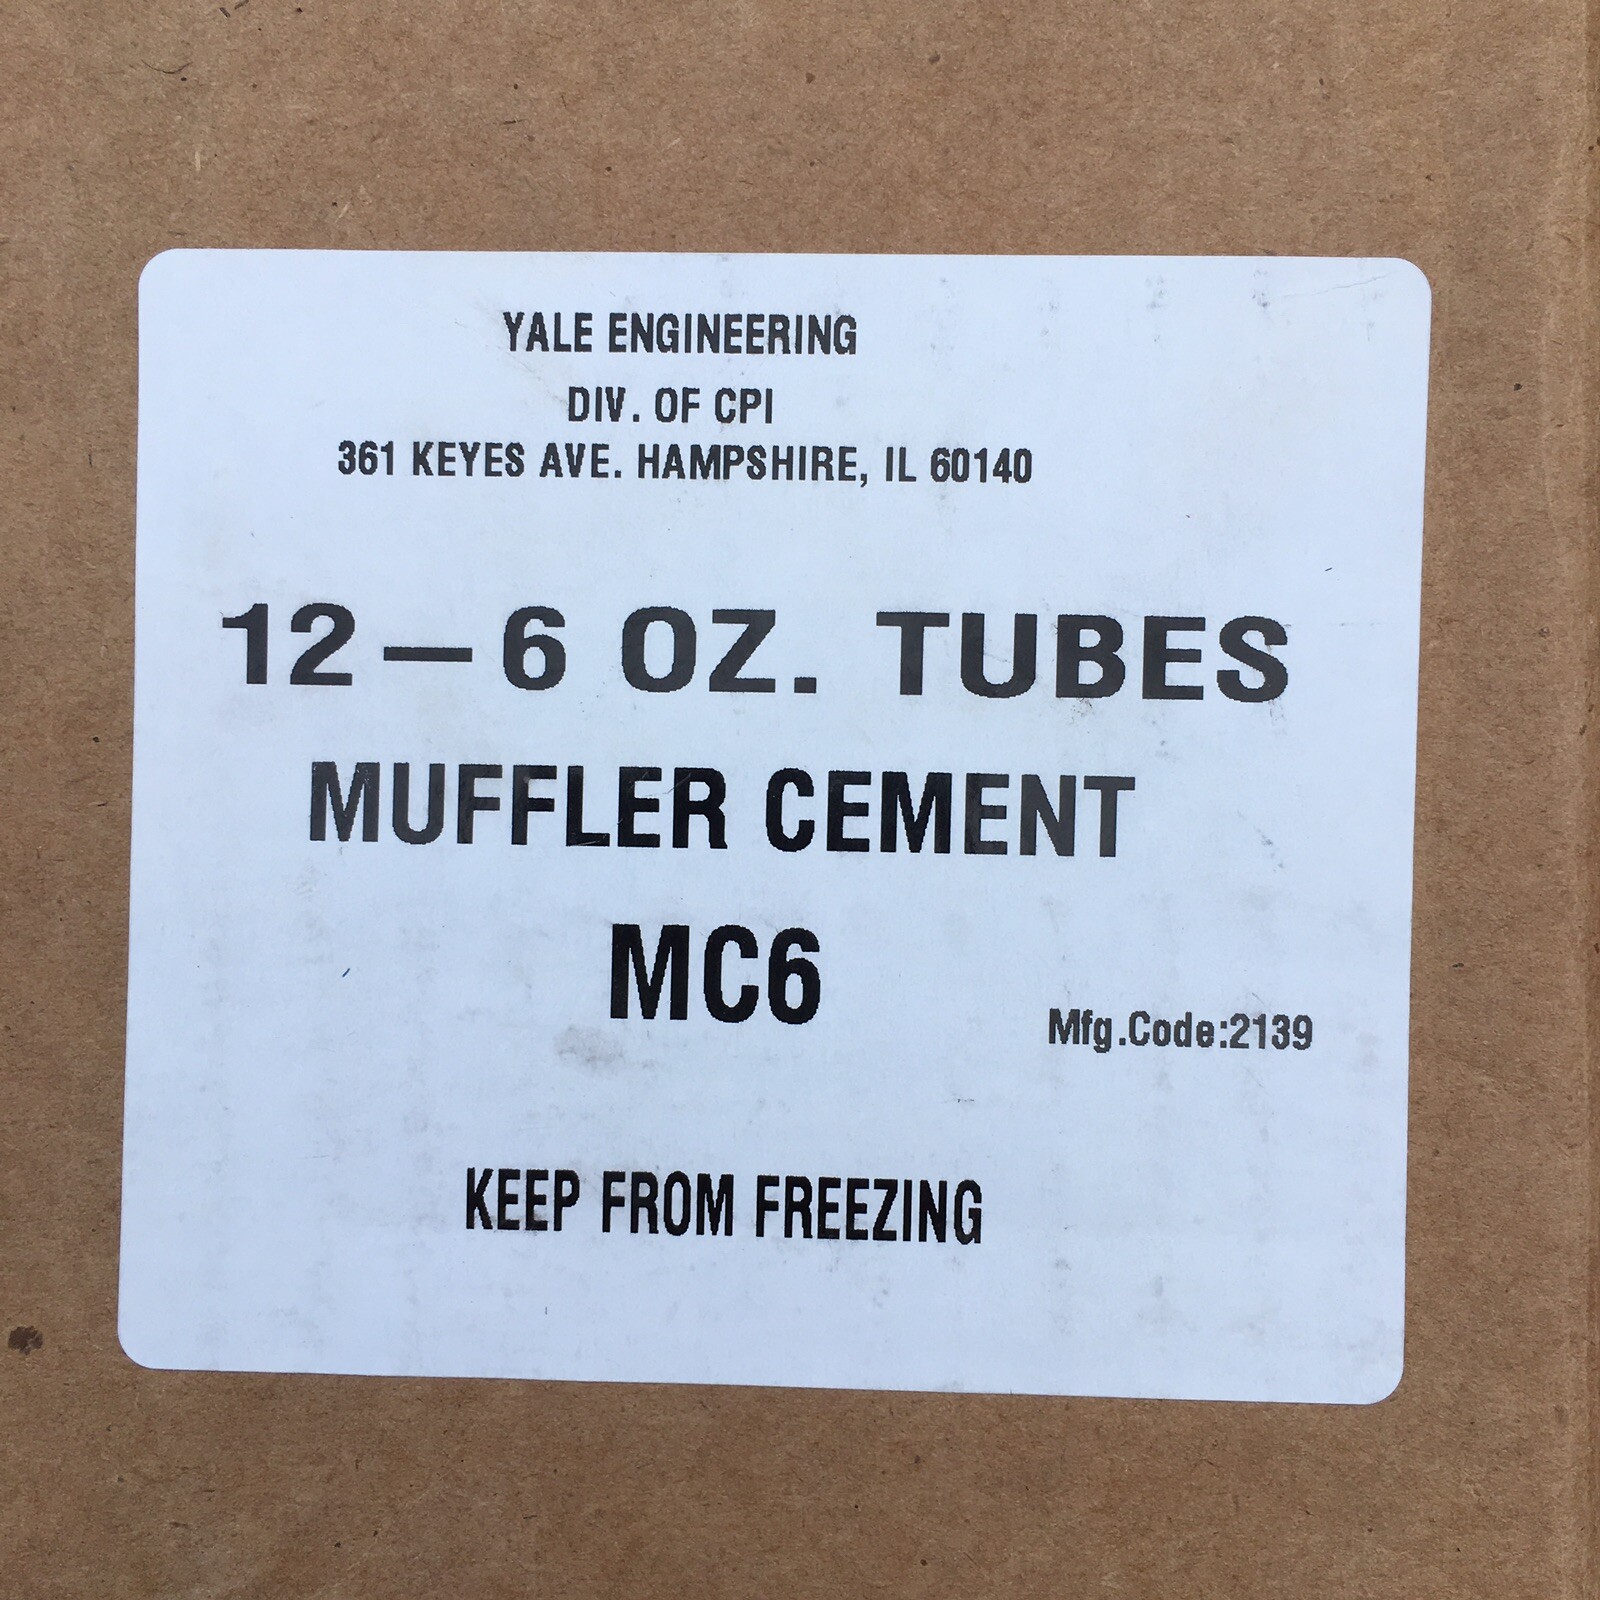 YALE ENGINEERING
DIV. OF CPI
361 KEYES AVE. HAMPSHIRE, IL 60140
12–6 OZ. TUBES
MUFFLER CEMENT
MC6
Mfg.Code:2139
KEEP FROM FREEZING